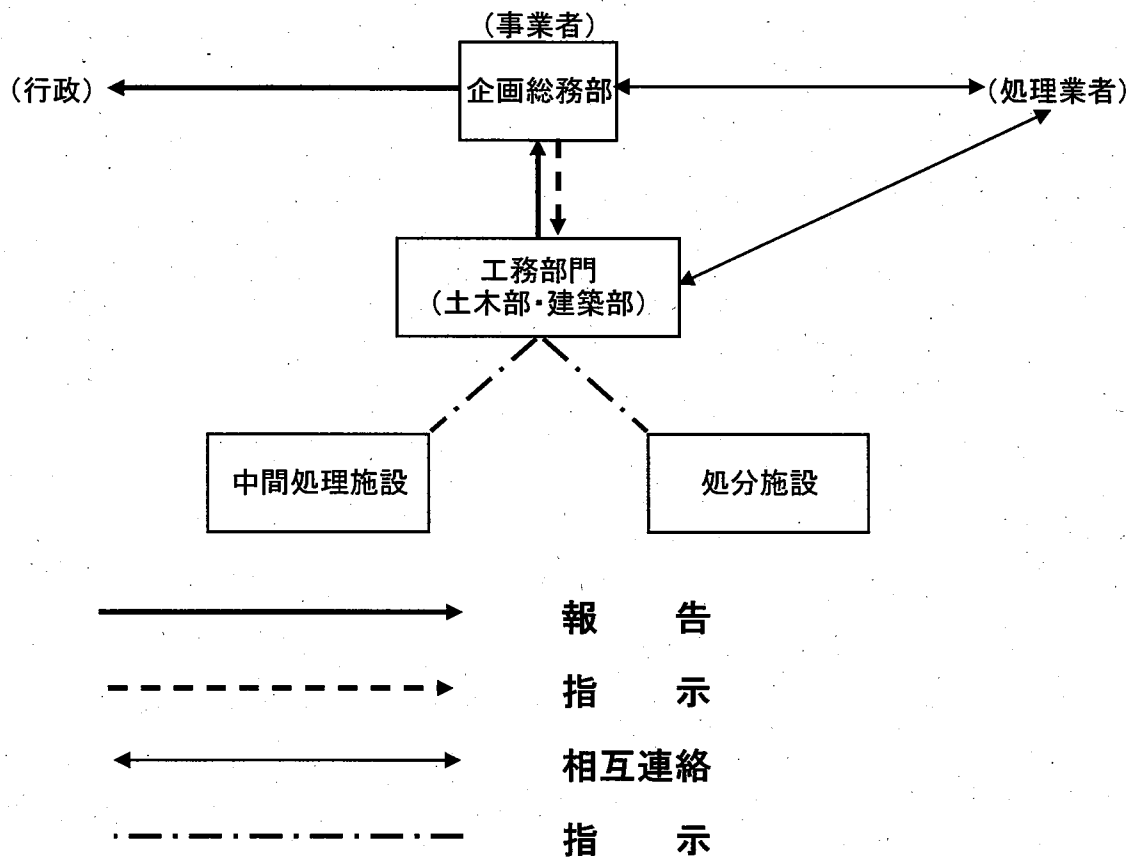 （事業者）
企画総務部
（行政）
（処理業者）
工務部門
（土木部・建築部）
中間処理施設
処分施設
報　　告
指　　示
相互連絡
指　　示